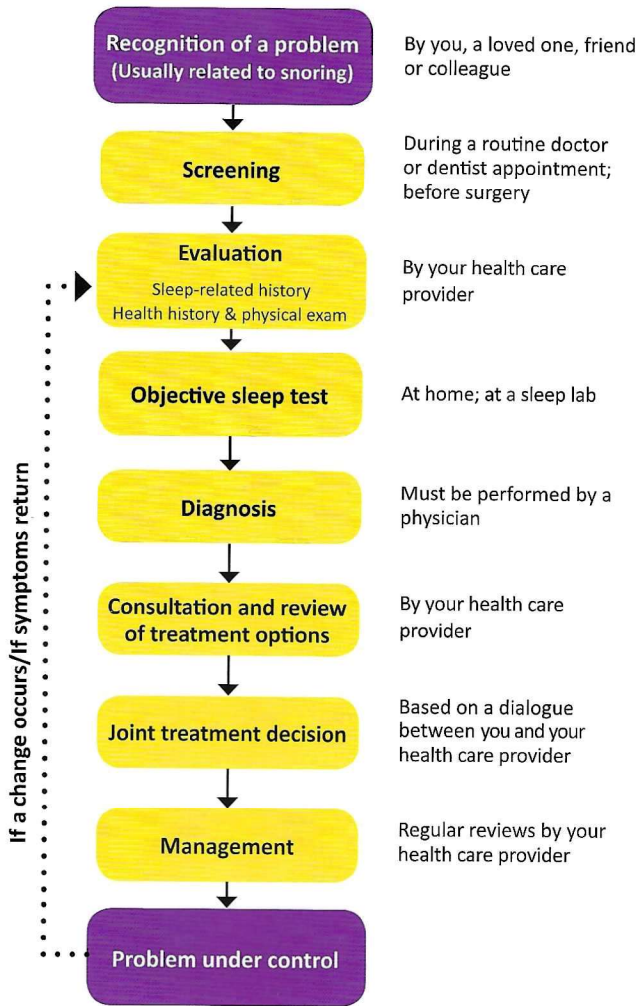 Recognition of a problem
(Usually related to snoring)
By you, a loved one, friend
or colleague
Screening
During a routine doctor
or dentist appointment;
before surgery
Evaluation
Sleep-related history
Health history & physical exam
By your health care
provider
Objective sleep test
At home; at a sleep lab
Diagnosis
Must be performed by a
physician
Consultation and review
of treatment options
By your health care
provider
Joint treatment decision
Based on a dialogue
between you and your
health care provider
Management
Regular reviews by your
health care provider
Problem under control
If a change occurs/If symptoms return